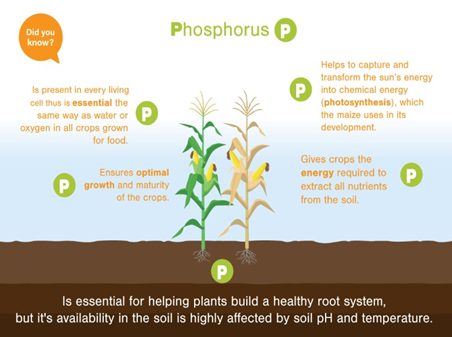 Did you
know?
Phosphorus P
Is present in every living
cell thus is essential the
same way as water or
oxygen in all crops grown
for food.
P
P
Helps to capture and
transform the sun's energy
into chemical energy
(photosynthesis), which
the maize uses in its
development.
P
Ensures optimal
growth and maturity
of the crops.
Gives crops the
energy required to
extract all nutrients
from the soil.
P
P
Is essential for helping plants build a healthy root system,
but it's availability in the soil is highly affected by soil pH and temperature.